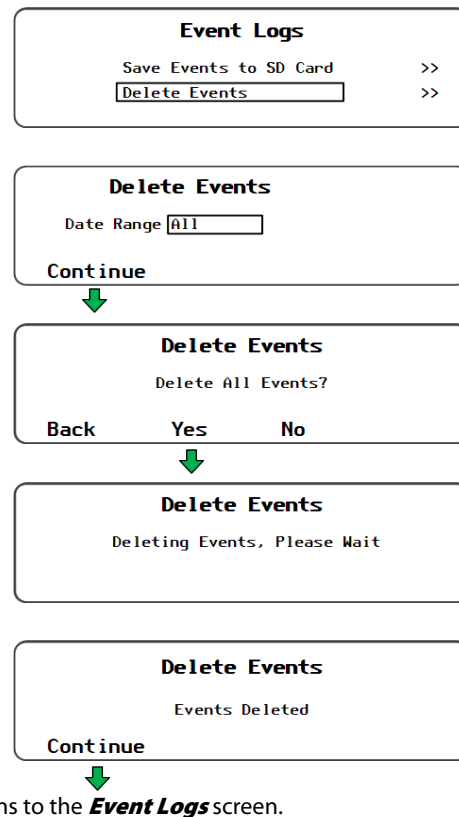 Event Logs
Save Events to SD Card >>
Delete Events >>
Delete Events
Date Range All
Continue
Delete Events
Delete All Events?
Back Yes No
Delete Events
Deleting Events, Please Wait
Delete Events
Events Deleted
Continue
to the Event Logs screen.